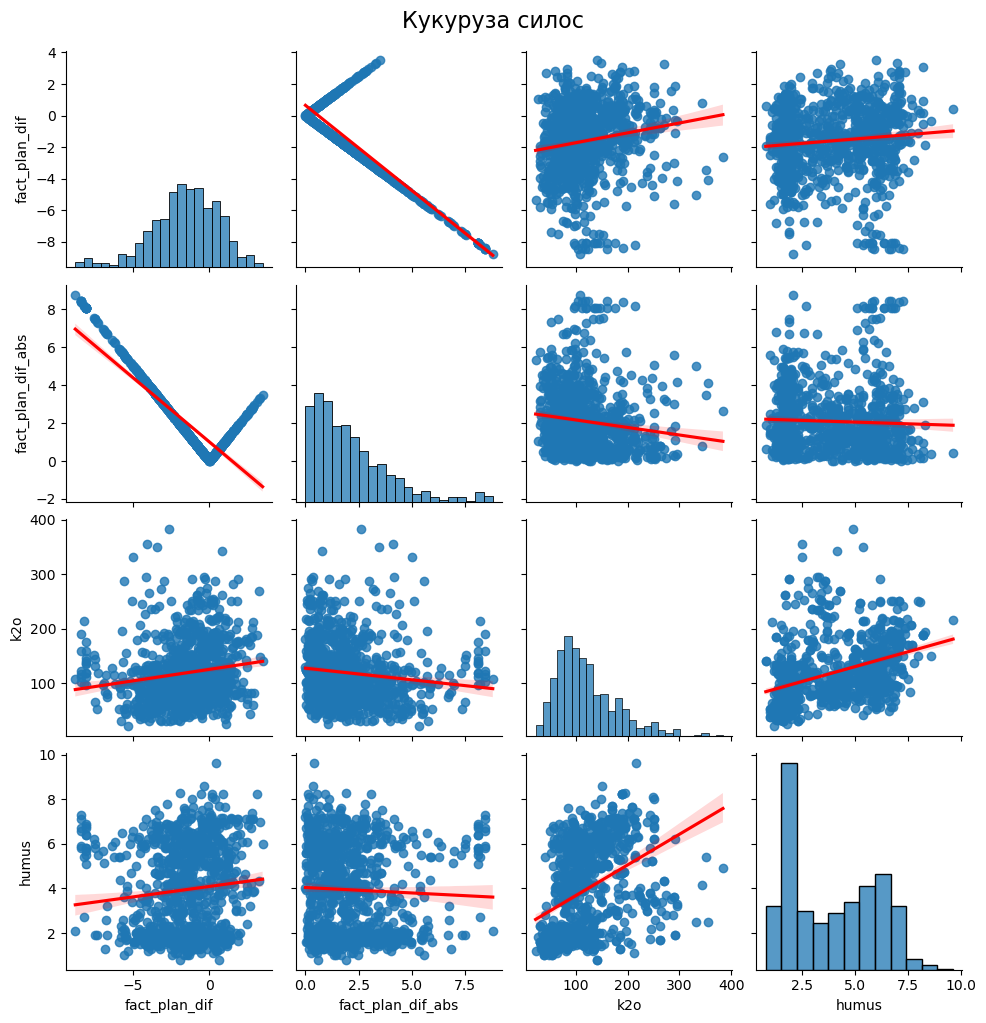 Кукуруза силос
4
2
0
−2
−4
−6
−8
fact_plan_dif
8
6
4
2
0
−2
fact_plan_dif_abs
400
300
200
100
k2o
10
8
6
4
2
humus
−5 0
0.0 2.5 5.0 7.5
100 200 300 400
2.5 5.0 7.5 10.0
fact_plan_dif
fact_plan_dif_abs
k2o
humus